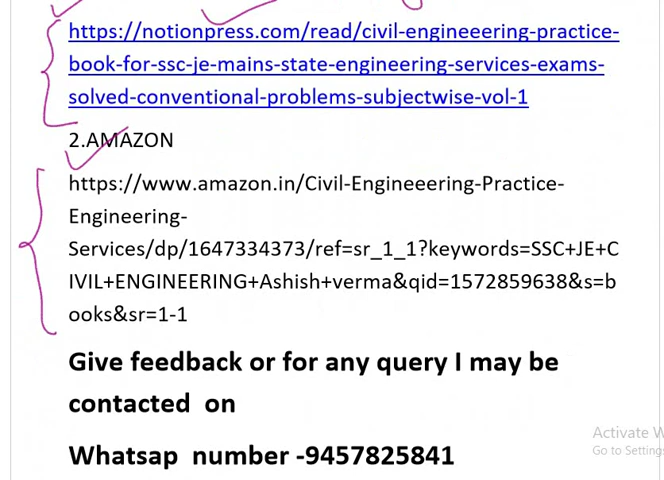 https://notionpress.com/read/civil-engineeering-practice-
book-for-ssc-je-mains-state-engineering-services-exams-
solved-conventional-problems-subjectwise-vol-1
2.AMAZON
https://www.amazon.in/Civil-Engineeering-Practice-
Engineering-
Services/dp/1647334373/ref=sr_1_1?keywords=SSC+JE+C
IVIL+ENGINEERING+Ashish+verma&qid=1572859638&s=b
ooks&sr=1-1
Give feedback or for any query I may be
contacted on
Whatsap number -9457825841
Activate W
Go to Settings